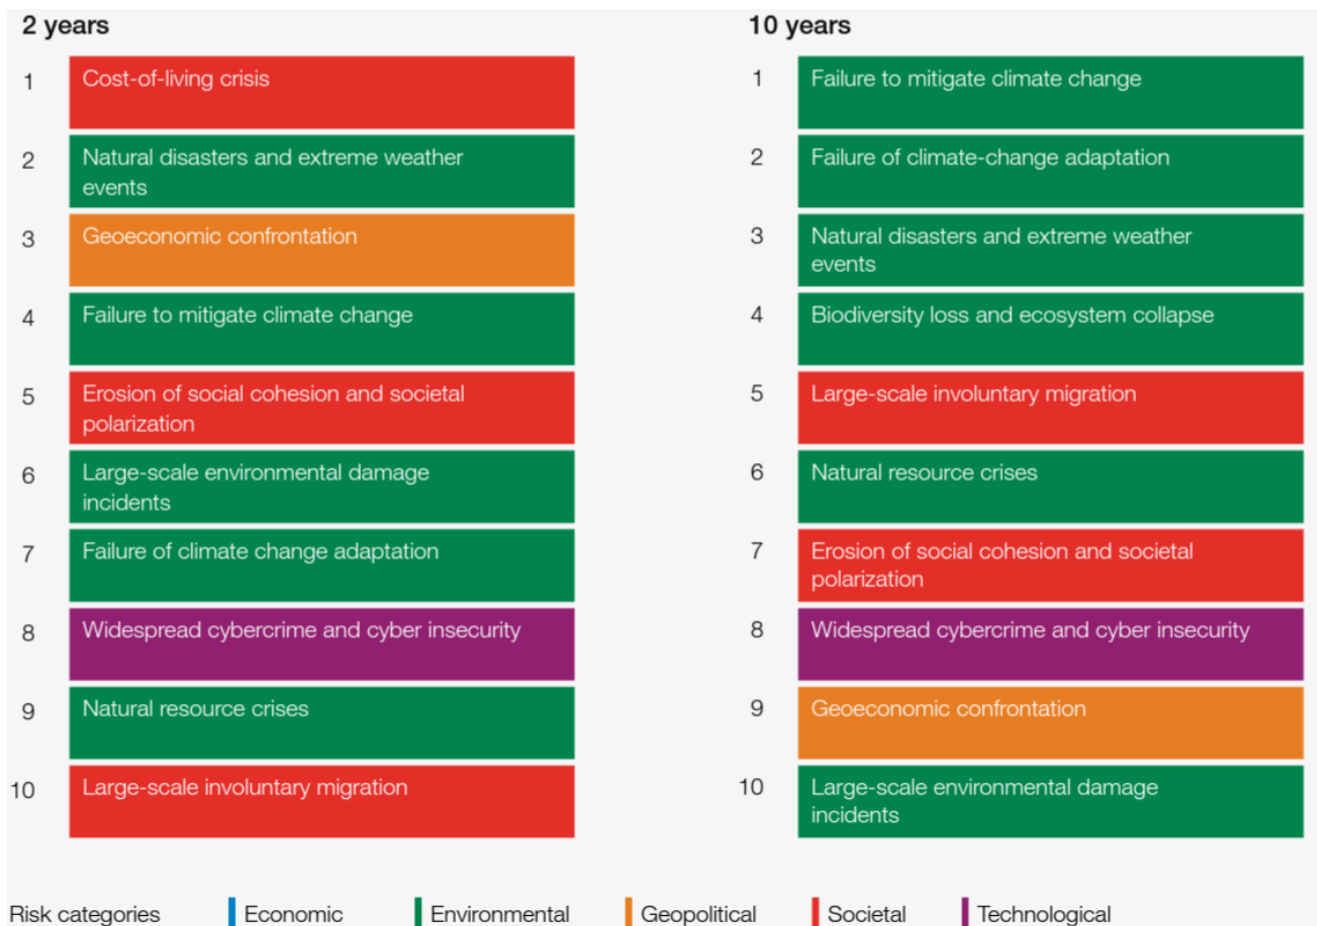 2 years
1
Cost-of-living crisis
2
Natural disasters and extreme weather
events
3
Geoeconomic confrontation
4
Failure to mitigate climate change
5
Erosion of social cohesion and societal
polarization
6
Large-scale environmental damage
incidents
7
Failure of climate change adaptation
8
Widespread cybercrime and cyber insecurity
9
Natural resource crises
10
Large-scale involuntary migration
10 years
1
Failure to mitigate climate change
2
Failure of climate-change adaptation
3
Natural disasters and extreme weather
events
4
Biodiversity loss and ecosystem collapse
5
Large-scale involuntary migration
6
Natural resource crises
7
Erosion of social cohesion and societal
polarization
8
Widespread cybercrime and cyber insecurity
9
Geoeconomic confrontation
10
Large-scale environmental damage
incidents
Risk categories
Economic
Environmental
Geopolitical
Societal
Technological